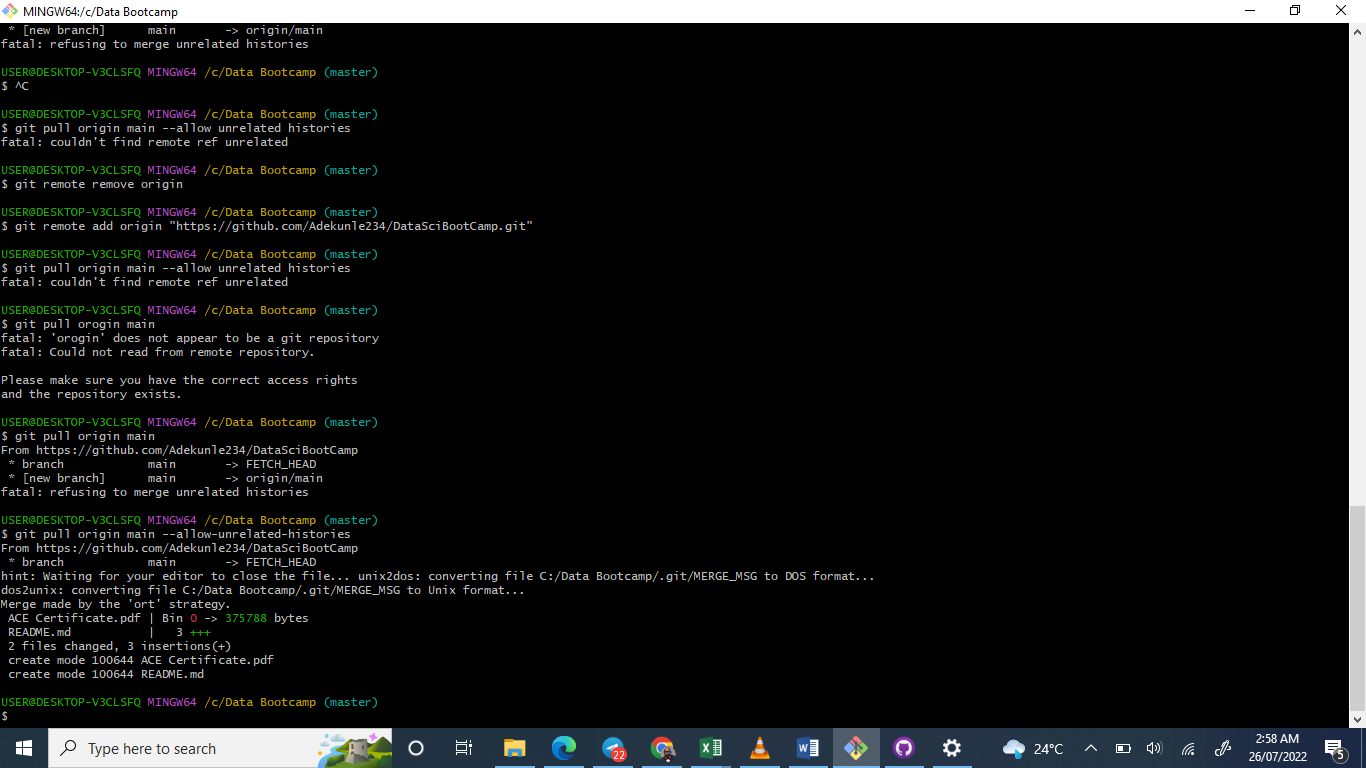 MINGW64:/c/Data Bootcamp
* [new branch]      main       -> origin/main
fatal: refusing to merge unrelated histories
USER@DESKTOP-V3CLSFQ MINGW64 /c/Data Bootcamp (master)
$ ^C
USER@DESKTOP-V3CLSFQ MINGW64 /c/Data Bootcamp (master)
$ git pull origin main --allow unrelated histories
fatal: couldn't find remote ref unrelated
USER@DESKTOP-V3CLSFQ MINGW64 /c/Data Bootcamp (master)
$ git remote remove origin
USER@DESKTOP-V3CLSFQ MINGW64 /c/Data Bootcamp (master)
$ git remote add origin "https://github.com/Adekunle234/DataSciBootCamp.git"
USER@DESKTOP-V3CLSFQ MINGW64 /c/Data Bootcamp (master)
$ git pull origin main --allow unrelated histories
fatal: couldn't find remote ref unrelated
USER@DESKTOP-V3CLSFQ MINGW64 /c/Data Bootcamp (master)
$ git pull orogin main
fatal: 'orogin' does not appear to be a git repository
fatal: Could not read from remote repository.
Please make sure you have the correct access rights
and the repository exists.
USER@DESKTOP-V3CLSFQ MINGW64 /c/Data Bootcamp (master)
$ git pull origin main
From https://github.com/Adekunle234/DataSciBootCamp
* branch            main       -> FETCH_HEAD
* [new branch]      main       -> origin/main
fatal: refusing to merge unrelated histories
USER@DESKTOP-V3CLSFQ MINGW64 /c/Data Bootcamp (master)
$ git pull origin main --allow-unrelated-histories
From https://github.com/Adekunle234/DataSciBootCamp
* branch            main       -> FETCH_HEAD
hint: Waiting for your editor to close the file... unix2dos: converting file C:/Data Bootcamp/.git/MERGE_MSG to DOS format...
dos2unix: converting file C:/Data Bootcamp/.git/MERGE_MSG to Unix format...
Merge made by the 'ort' strategy.
ACE Certificate.pdf | Bin 0 -> 375788 bytes
README.md           |   3 +++
2 files changed, 3 insertions(+)
create mode 100644 ACE Certificate.pdf
create mode 100644 README.md
USER@DESKTOP-V3CLSFQ MINGW64 /c/Data Bootcamp (master)
$
Type here to search
22
24°C
2:58 AM
26/07/2022
5